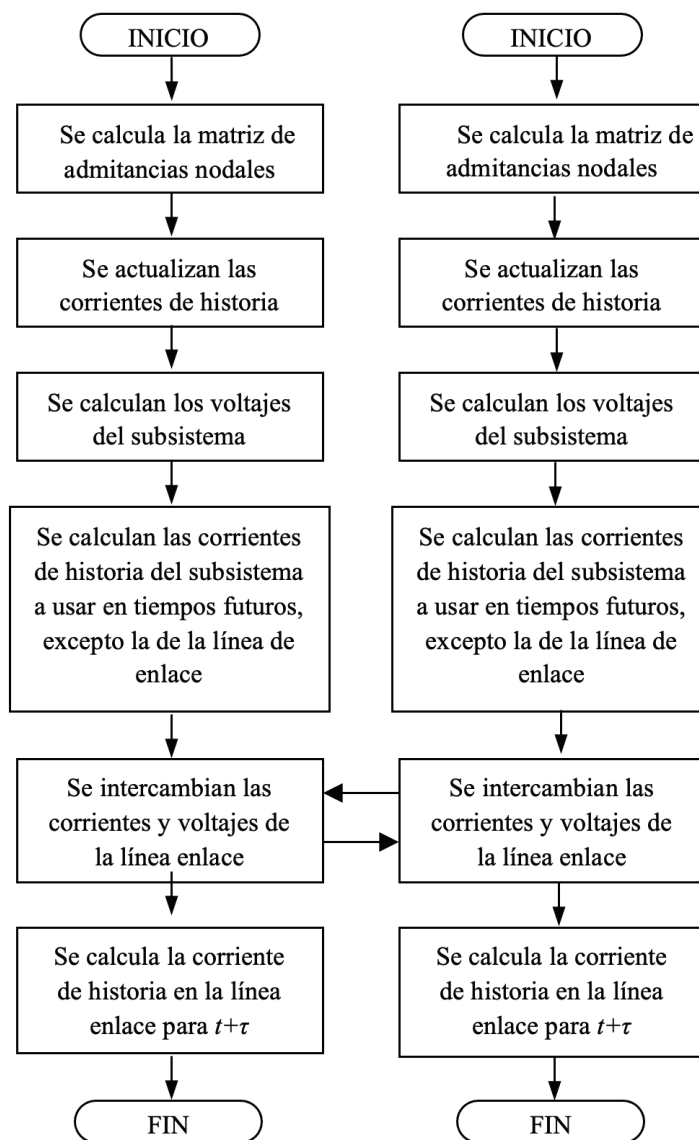 INICIO
Se calcula la matriz de
admitancias nodales
Se actualizan las
corrientes de historia
Se calculan los voltajes
del subsistema
Se calculan las corrientes
de historia del subsistema
a usar en tiempos futuros,
excepto la de la línea de
enlace
Se intercambian las
corrientes y voltajes de
la línea enlace
Se calcula la corriente
de historia en la línea
enlace para t+τ
FIN
INICIO
Se calcula la matriz de
admitancias nodales
Se actualizan las
corrientes de historia
Se calculan los voltajes
del subsistema
Se calculan las corrientes
de historia del subsistema
a usar en tiempos futuros,
excepto la de la línea de
enlace
Se intercambian las
corrientes y voltajes de
la línea enlace
Se calcula la corriente
de historia en la línea
enlace para t+τ
FIN